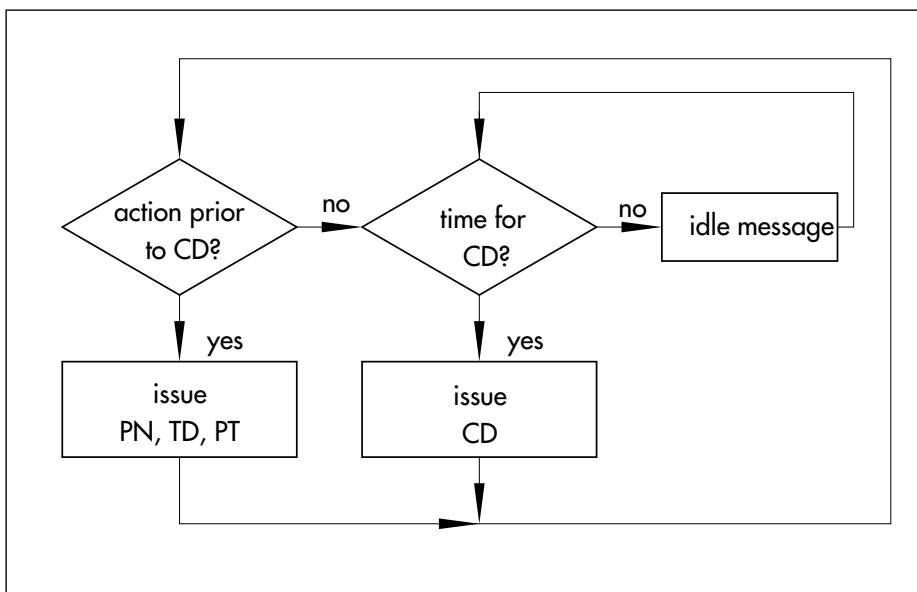 action prior
to CD?
no
time for
CD?
no
idle message
yes
yes
issue
PN, TD, PT
issue
CD